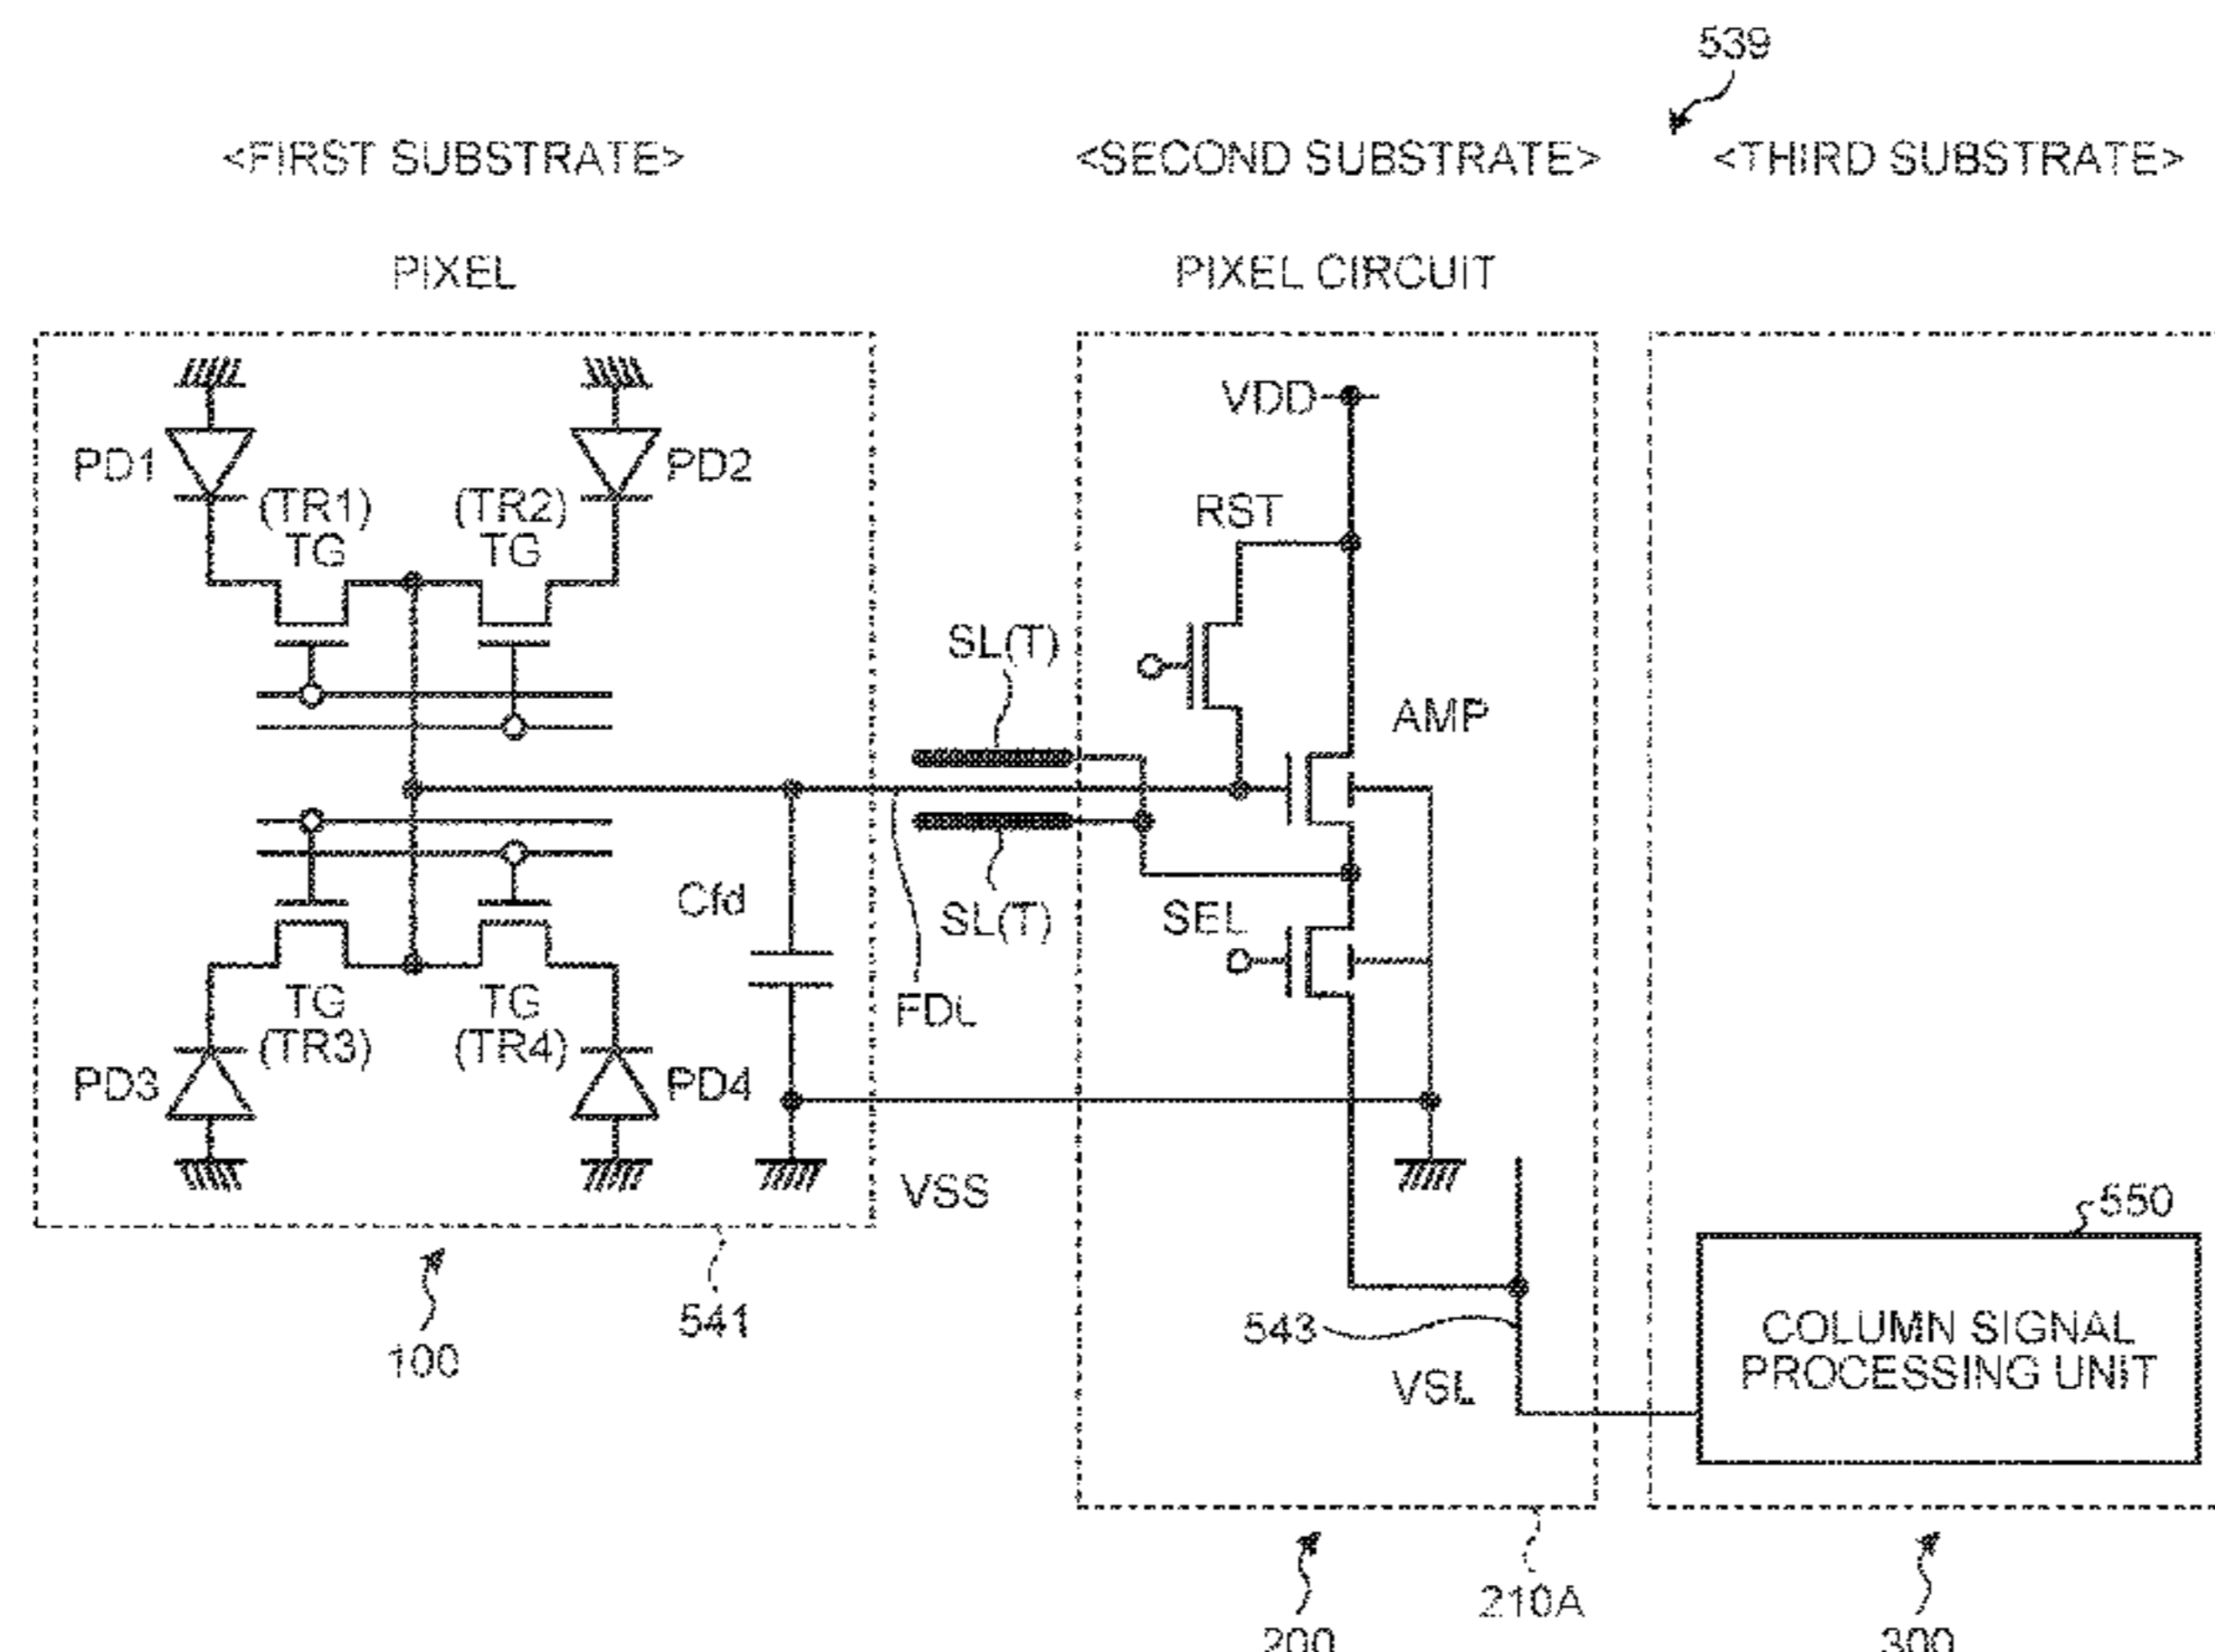 539
<FIRST SUBSTRATE>
<SECOND SUBSTRATE>
<THIRD SUBSTRATE>
PIXEL
PIXEL CIRCUIT
VDD
PD1
PD2
(TR1)
TG
(TR2)
TG
RST
SL(T)
AMP
Cfd
SL(T)
SEL
FDL
TG
(TR3)
TG
(TR4)
PD3
PD4
VSS
541
100
543
VSL
550
COLUMN SIGNAL
PROCESSING UNIT
210A
200
300